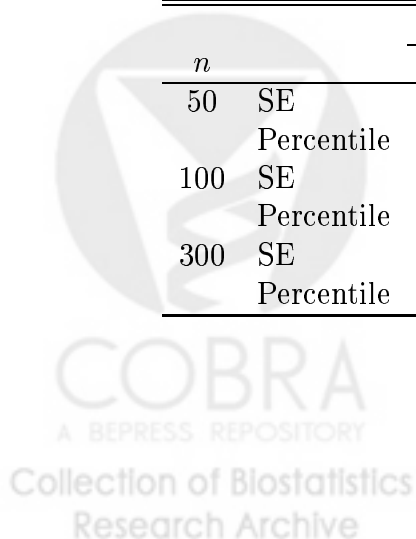 n
50 SE
Percentile
100 SE
Percentile
300 SE
Percentile
COBRA
A BEPRESS REPOSITORY
Collection of Biostatistics
Research Archive